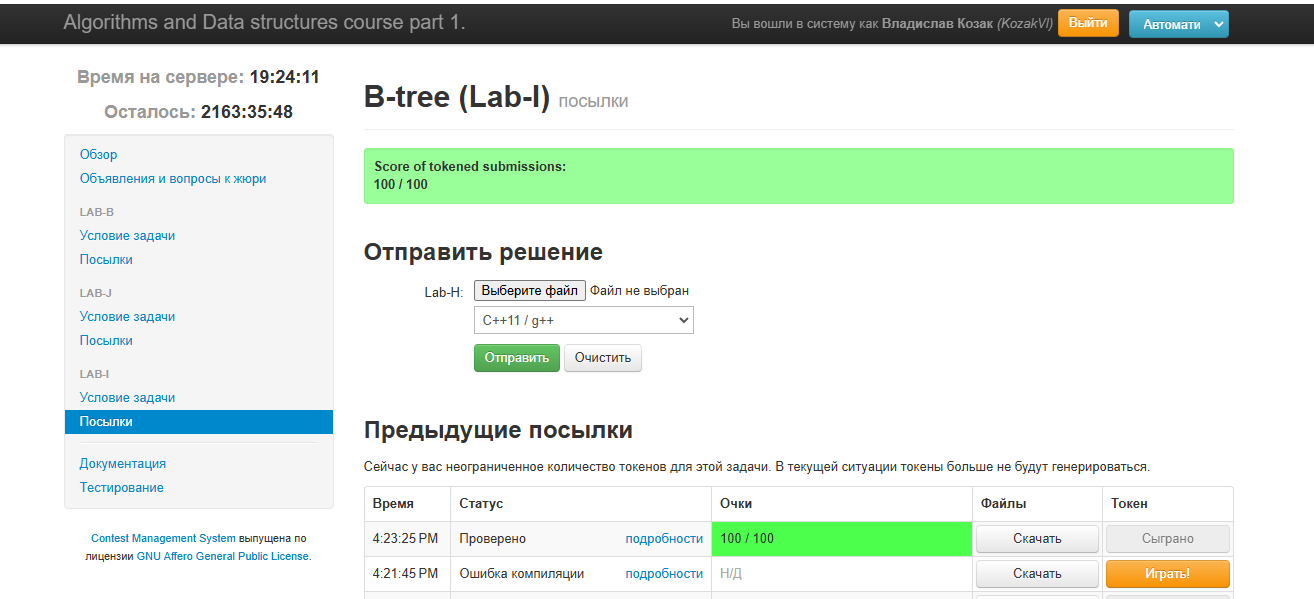 Algorithms and Data structures course part 1.
Вы вошли в систему как Владислав Козак (KozakVl) Выйти Автомати
Время на сервере: 19:24:11
Осталось: 2163:35:48
Обзор
Объявления и вопросы к жюри
LAB-B
Условие задачи
Посылки
LAB-J
Условие задачи
Посылки
LAB-I
Условие задачи
Посылки
Документация
Тестирование
Contest Management System выпущена по
лицензии GNU Affero General Public License.
B-tree (Lab-I) посылки
Score of tokened submissions:
100 / 100
Отправить решение
Lab-H: Выберите файл Файл не выбран
C++11 / g++
Отправить Очистить
Предыдущие посылки
Сейчас у вас неограниченное количество токенов для этой задачи. В текущей ситуации токены больше не будут генерироваться.
Время Статус Очки Файлы Токен
4:23:25 PM Проверено подробности 100 / 100 Скачать Сыграно
4:21:45 PM Ошибка компиляции подробности Н/Д Скачать Играть!